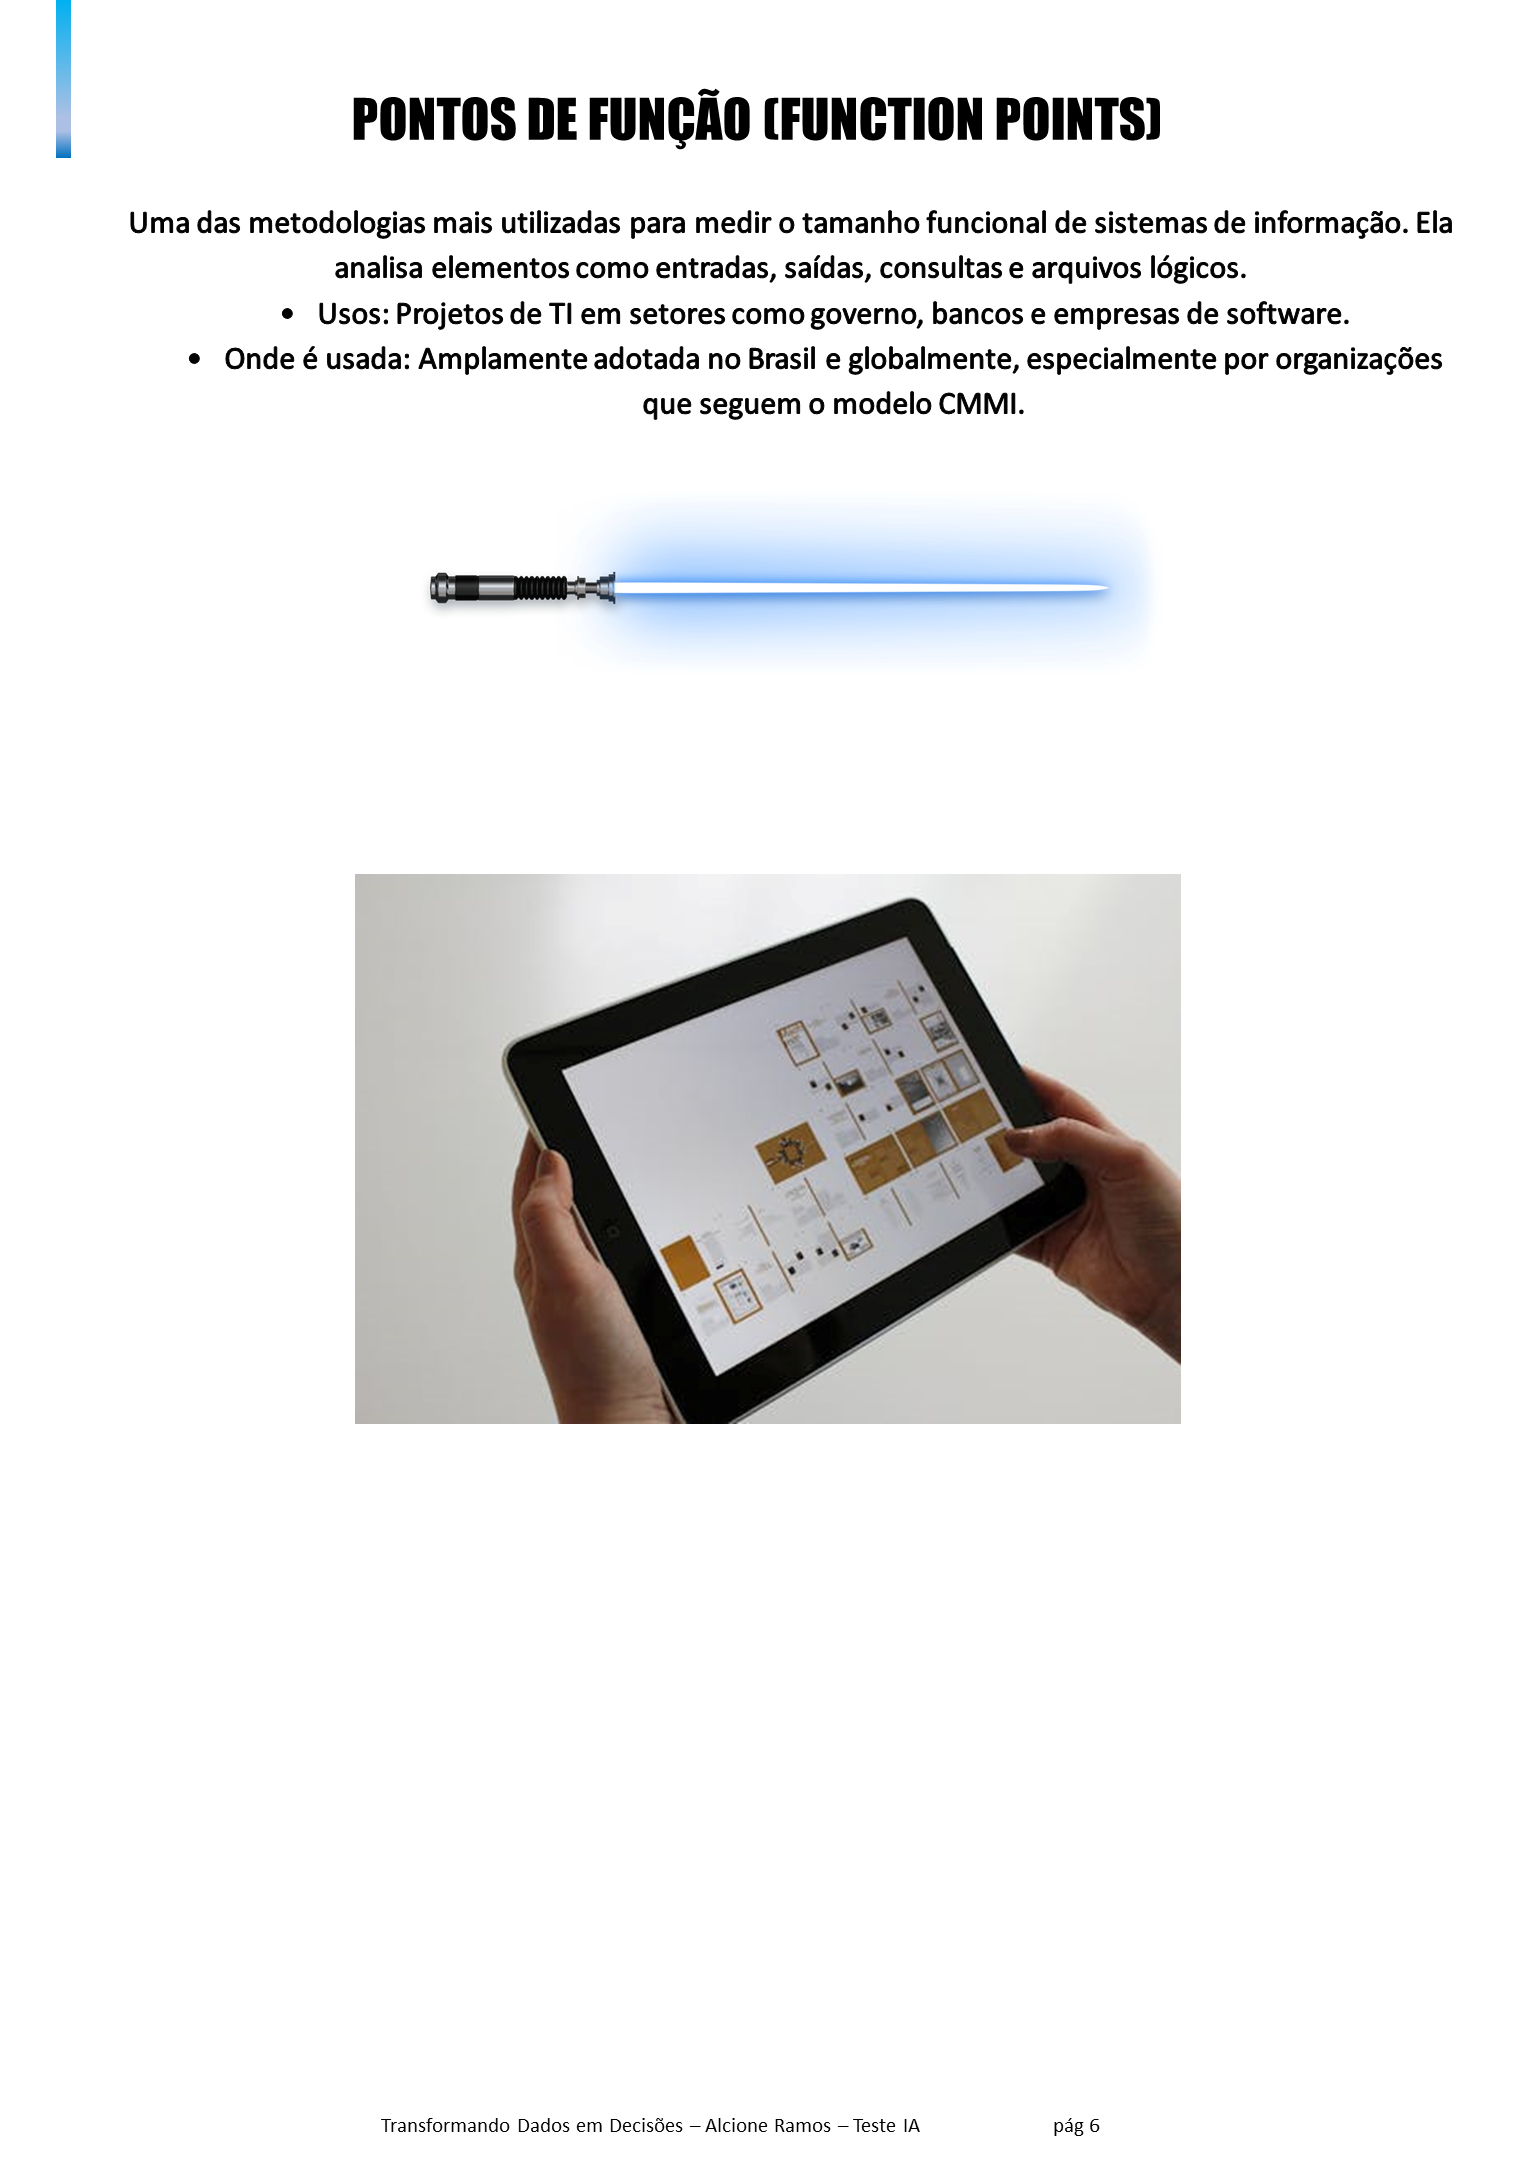 PONTOS DE FUNÇÃO (FUNCTION POINTS)
Uma das metodologias mais utilizadas para medir o tamanho funcional de sistemas de informação. Ela
analisa elementos como entradas, saídas, consultas e arquivos lógicos.
• Usos: Projetos de TI em setores como governo, bancos e empresas de software.
• Onde é usada: Amplamente adotada no Brasil e globalmente, especialmente por organizações
que seguem o modelo CMMI.
Transformando Dados em Decisões – Alcione Ramos – Teste IA pág 6